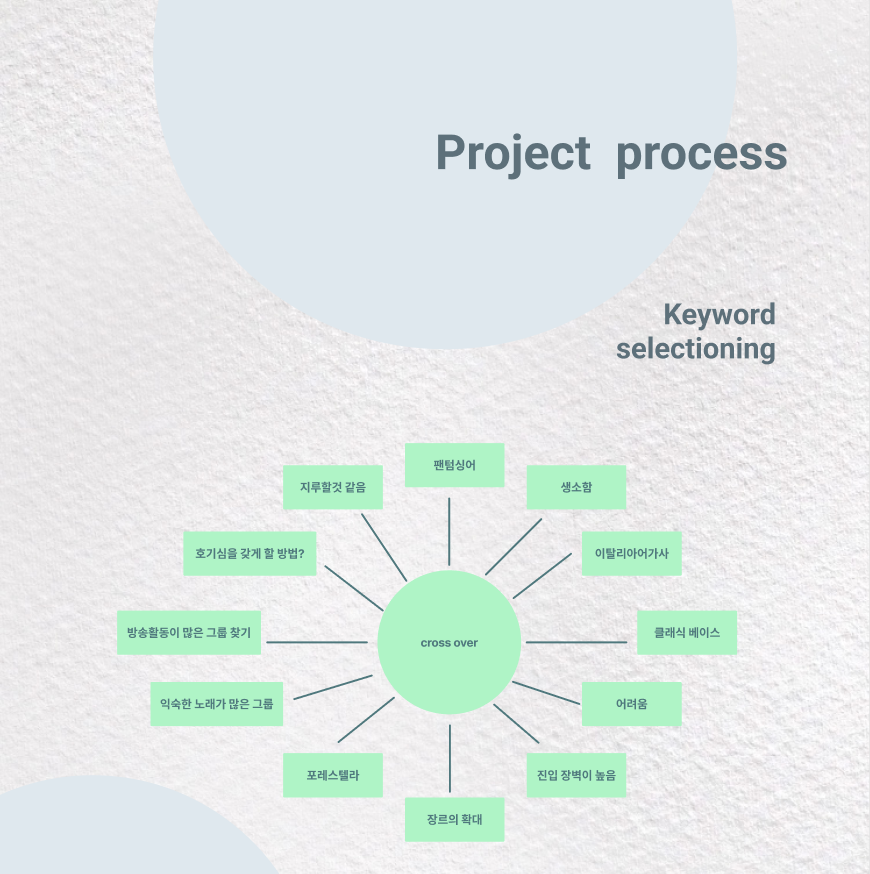 Project process
Keyword
selectioning
팬텀싱어
지루할것 같음
생소함
호기심을 갖게 할 방법?
이탈리아어가사
방송활동이 많은 그룹 찾기
cross over
클래식 베이스
익숙한 노래가 많은 그룹
어려움
포레스텔라
진입 장벽이 높음
장르의 확대